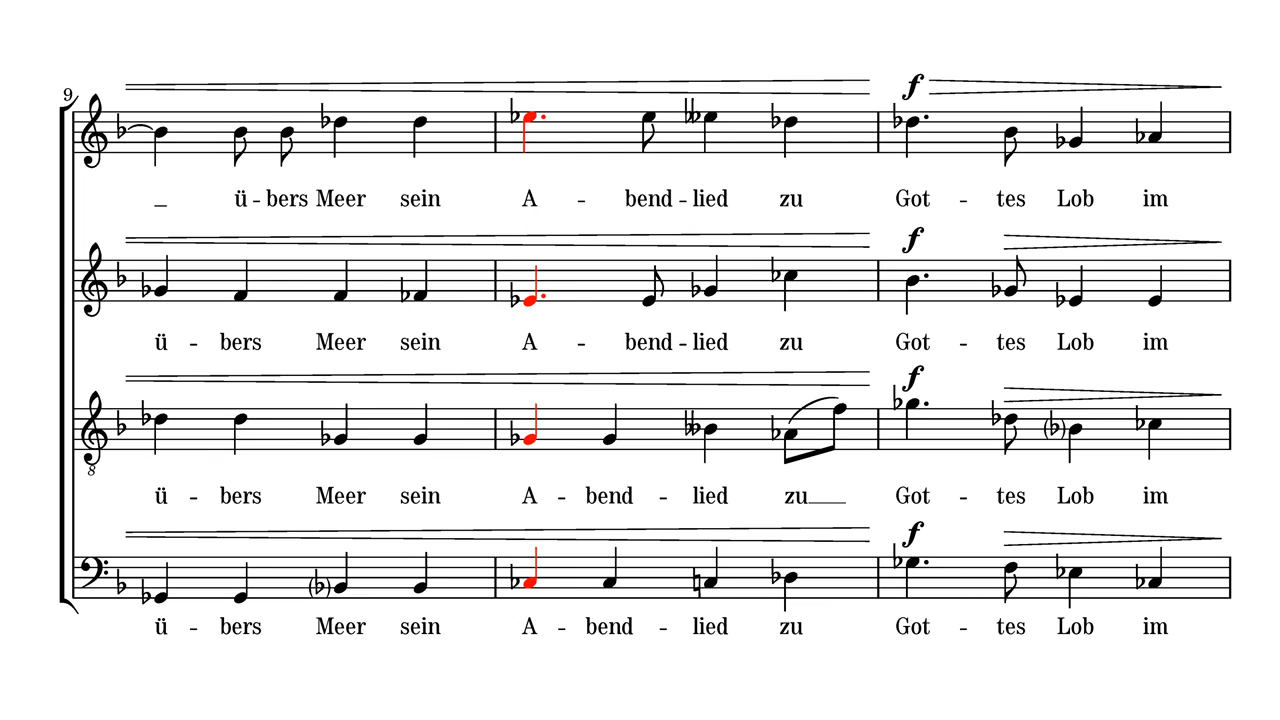 9
f
_ ü - bers Meer sein A - bend - lied zu Got - tes Lob im
f
ü - bers Meer sein A - bend - lied zu Got - tes Lob im
f
ü - bers Meer sein A - bend - lied zu __ Got - tes Lob im
8
f
ü - bers Meer sein A - bend - lied zu Got - tes Lob im